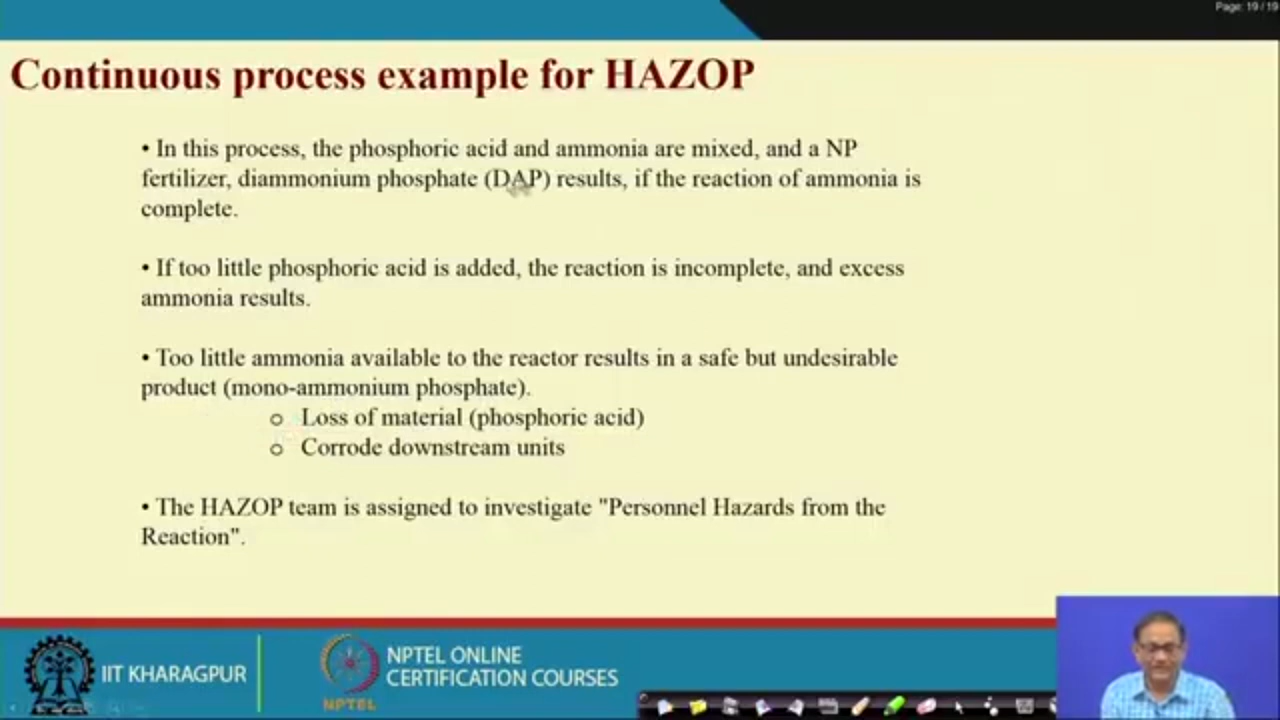 Page: 19 / 19
Continuous process example for HAZOP
• In this process, the phosphoric acid and ammonia are mixed, and a NP
fertilizer, diammonium phosphate (DAP) results, if the reaction of ammonia is
complete.
• If too little phosphoric acid is added, the reaction is incomplete, and excess
ammonia results.
• Too little ammonia available to the reactor results in a safe but undesirable
product (mono-ammonium phosphate).
o Loss of material (phosphoric acid)
o Corrode downstream units
• The HAZOP team is assigned to investigate "Personnel Hazards from the
Reaction".
IIT KHARAGPUR
NPTEL
NPTEL ONLINE
CERTIFICATION COURSES